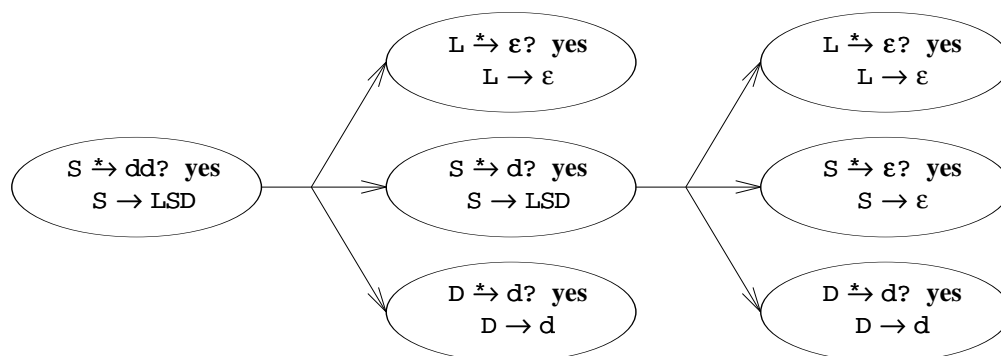 L *→ ε? yes
L → ε
L *→ ε? yes
L → ε
S *→ dd? yes
S → LSD
S *→ d? yes
S → LSD
S *→ ε? yes
S → ε
D *→ d? yes
D → d
D *→ d? yes
D → d